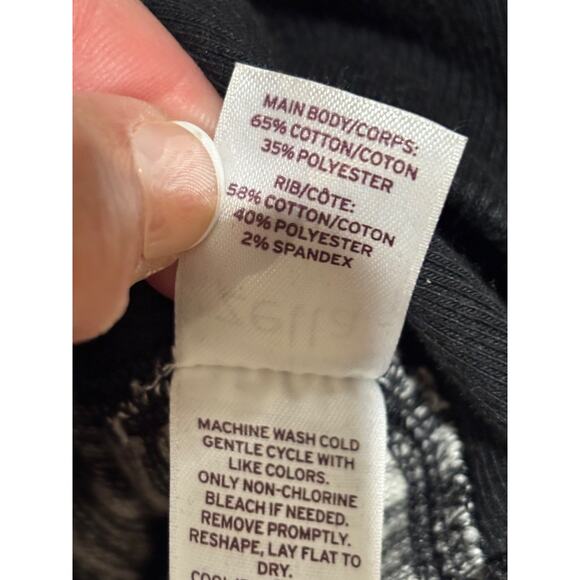 MAIN BODY/CORPS:
65% COTTON/COTON
35% POLYESTER
RIB/CÔTE:
58% COTTON/COTON
40% POLYESTER
2% SPANDEX
zella
MACHINE WASH COLD
GENTLE CYCLE WITH
LIKE COLORS.
ONLY NON-CHLORINE
BLEACH IF NEEDED.
REMOVE PROMPTLY.
RESHAPE, LAY FLAT TO
DRY.